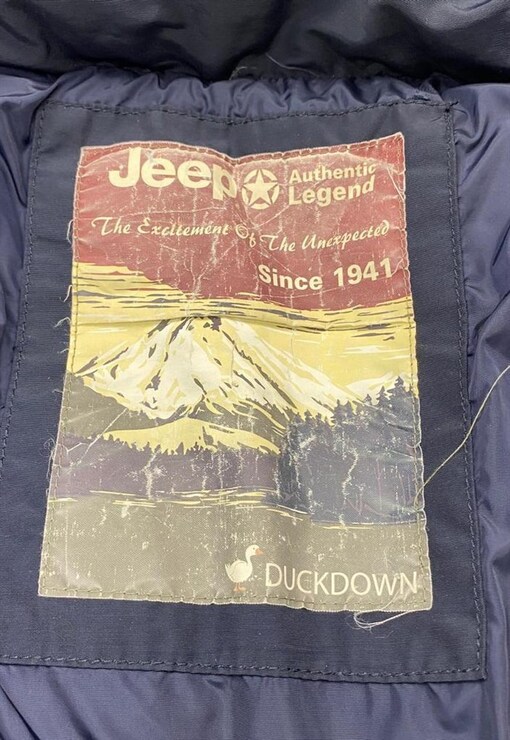 Jeep Authentic
Legend
The Excitement Of The Unexpected
Since 1941
DUCKDOWN